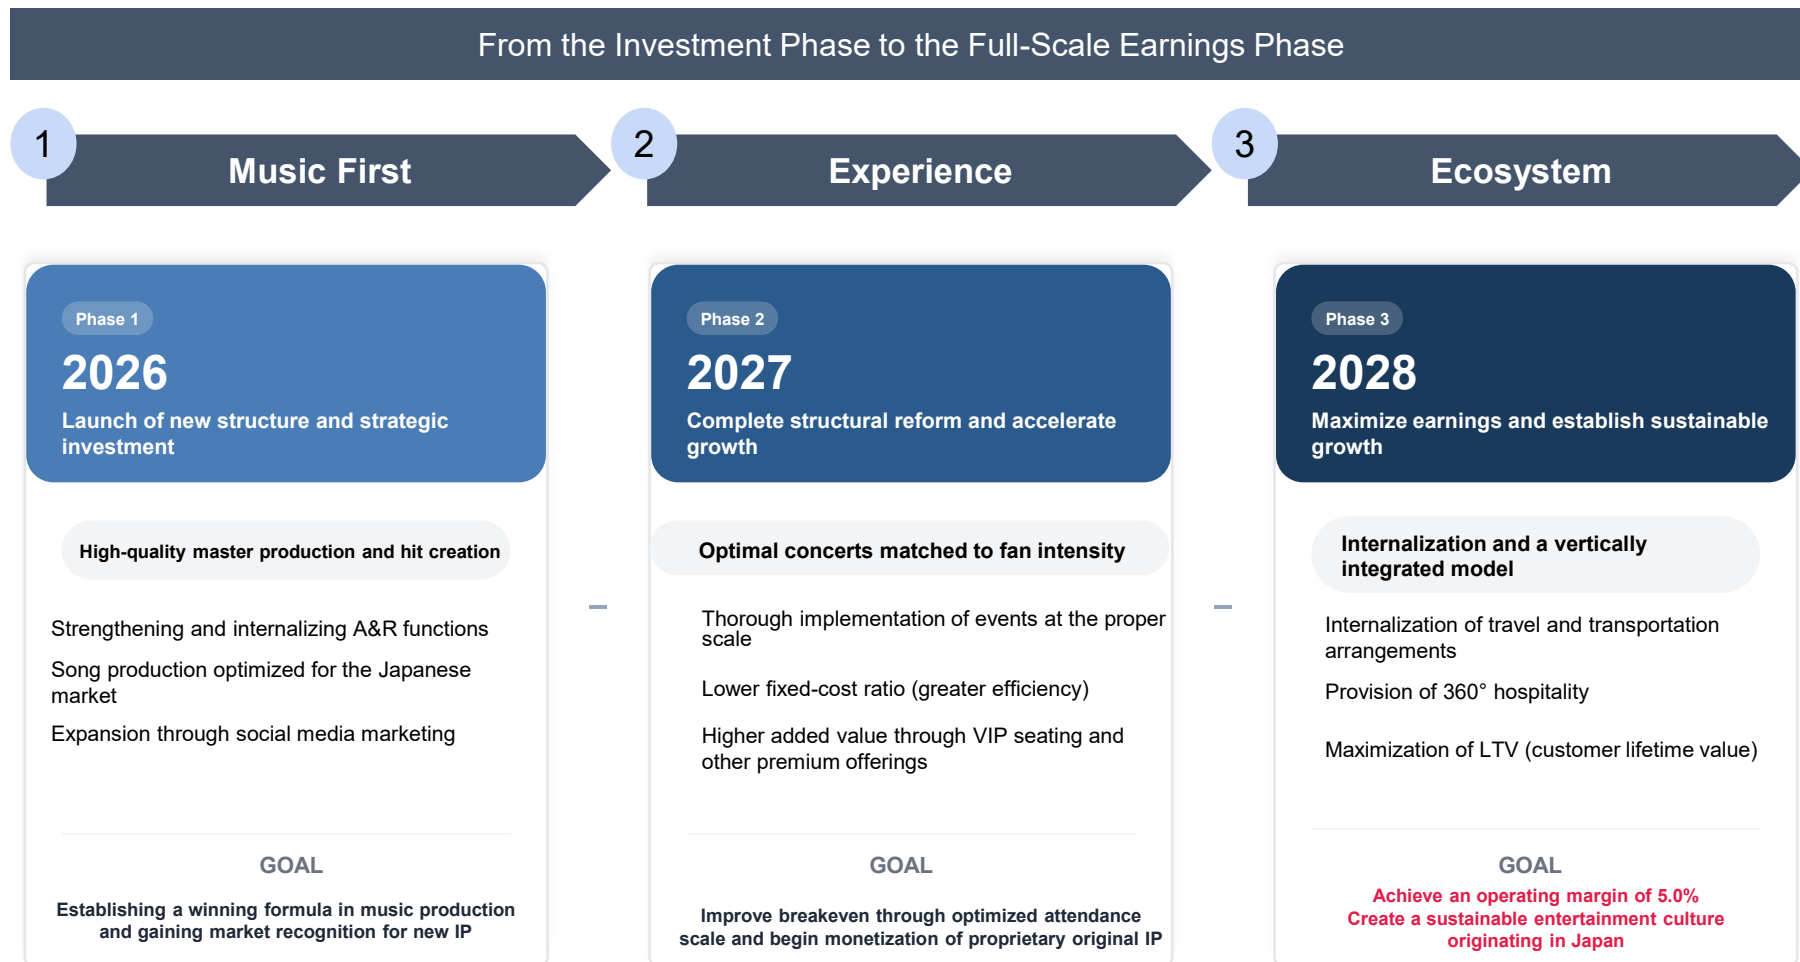 From the Investment Phase to the Full-Scale Earnings Phase
1
Music First
2
Experience
3
Ecosystem
Phase 1
2026
Launch of new structure and strategic
investment
High-quality master production and hit creation
Strengthening and internalizing A&R functions
Song production optimized for the Japanese
market
Expansion through social media marketing
GOAL
Establishing a winning formula in music production
and gaining market recognition for new IP
Phase 2
2027
Complete structural reform and accelerate
growth
Optimal concerts matched to fan intensity
Thorough implementation of events at the proper
scale
Lower fixed-cost ratio (greater efficiency)
Higher added value through VIP seating and
other premium offerings
GOAL
Improve breakeven through optimized attendance
scale and begin monetization of proprietary original IP
Phase 3
2028
Maximize earnings and establish sustainable
growth
Internalization and a vertically
integrated model
Internalization of travel and transportation
arrangements
Provision of 360° hospitality
Maximization of LTV (customer lifetime value)
GOAL
Achieve an operating margin of 5.0%
Create a sustainable entertainment culture
originating in Japan